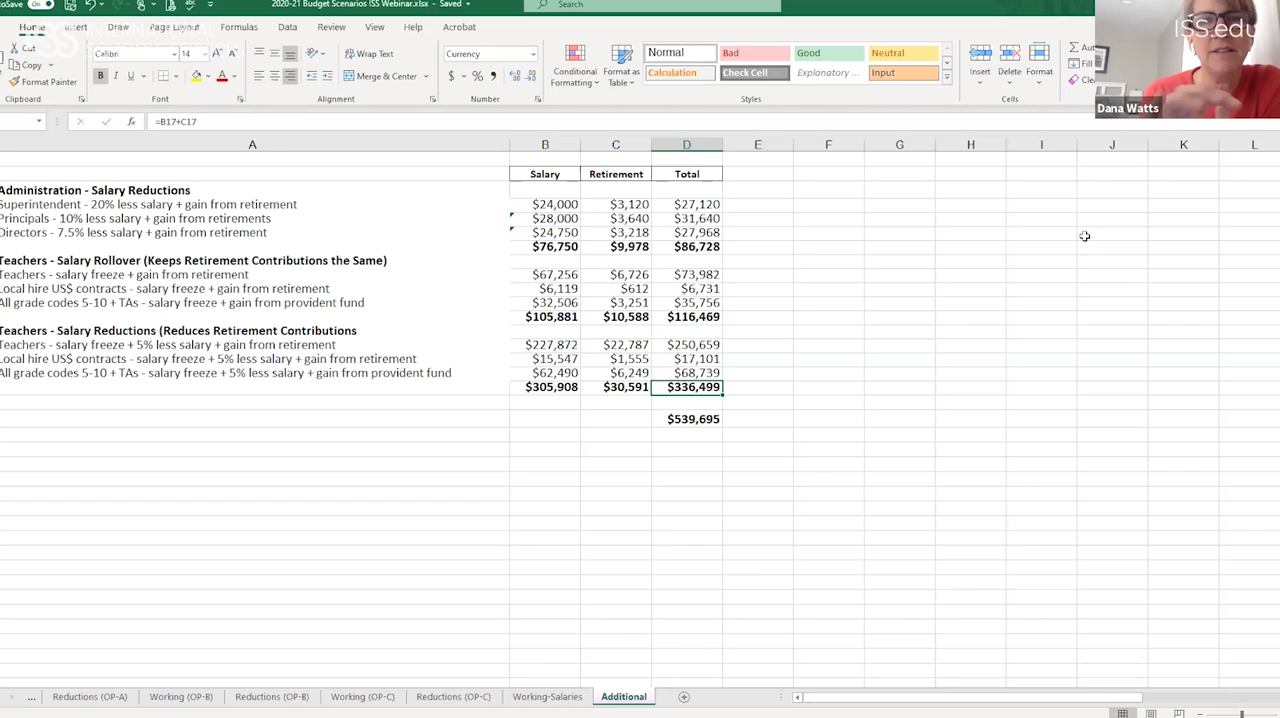 AutoSave On 2020-21 Budget Scenarios ISS Webinar.xlsx - Saved Search
Home Insert Draw Page Layout Formulas Data Review View Help
ISS.edu
Cut
Copy
Format Painter
Calibri 14
B I U
Wrap Text
Merge & Center
Currency
$ % ,
Conditional Formatting
Format as Table
Normal Bad Good Neutral
Calculation Check Cell Explanatory ... Input
Insert Delete Format
Clipboard Font Alignment Number Styles Cells
Dana Watts
fx =B17+C17
A B C D E F G H I J K L
Salary Retirement Total
Administration - Salary Reductions
Superintendent - 20% less salary + gain from retirement $24,000 $3,120 $27,120
Principals - 10% less salary + gain from retirements $28,000 $3,640 $31,640
Directors - 7.5% less salary + gain from retirement $24,750 $3,218 $27,968
$76,750 $9,978 $86,728
Teachers - Salary Rollover (Keeps Retirement Contributions the Same)
Teachers - salary freeze + gain from retirement $67,256 $6,726 $73,982
Local hire US$ contracts - salary freeze + gain from retirement $6,119 $612 $6,731
All grade codes 5-10 + TAs - salary freeze + gain from provident fund $32,506 $3,251 $35,756
$105,881 $10,588 $116,469
Teachers - Salary Reductions (Reduces Retirement Contributions
Teachers - salary freeze + 5% less salary + gain from retirement $227,872 $22,787 $250,659
Local hire US$ contracts - salary freeze + 5% less salary + gain from retirement $15,547 $1,555 $17,101
All grade codes 5-10 + TAs - salary freeze + 5% less salary + gain from provident fund $62,490 $6,249 $68,739
$305,908 $30,591 $336,499
$539,695
... Reductions (OP-A) Working (OP-B) Reductions (OP-B) Working (OP-C) Reductions (OP-C) Working-Salaries Additional